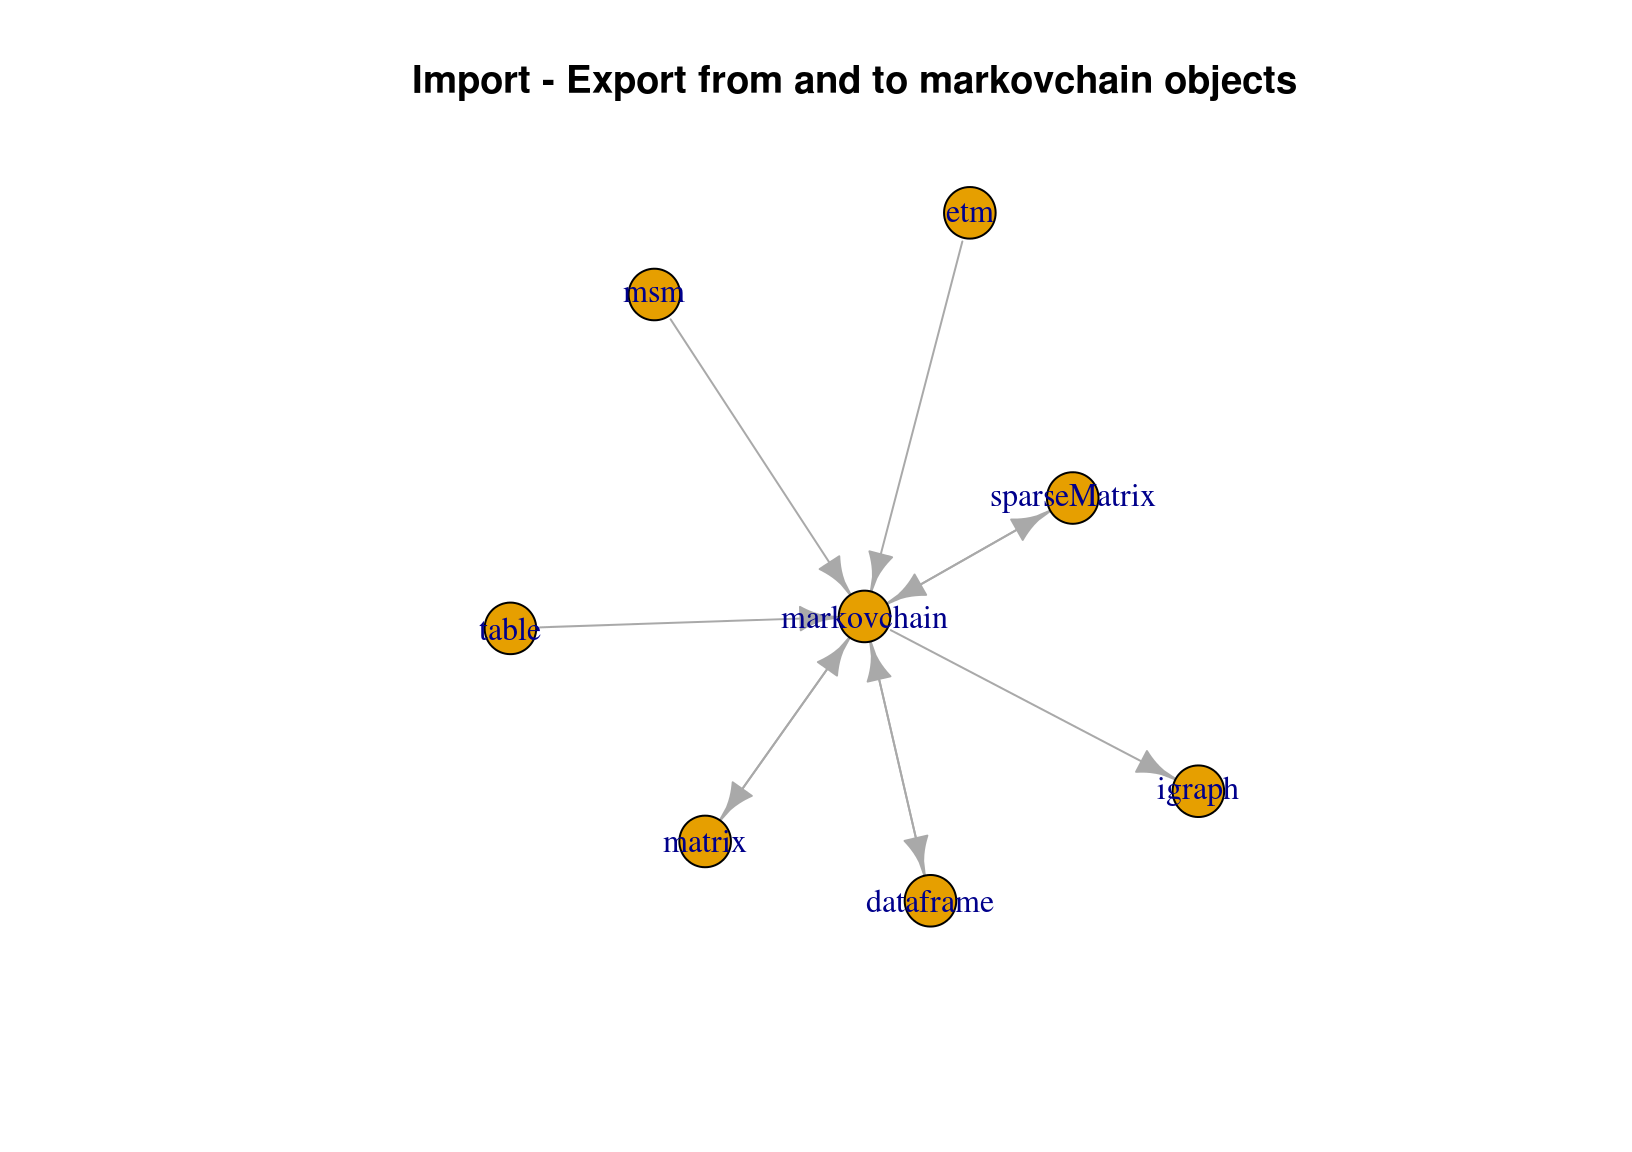 Import - Export from and to markovchain objects
etm
msm
sparseMatrix
markovchain
table
igraph
matrix
dataframe